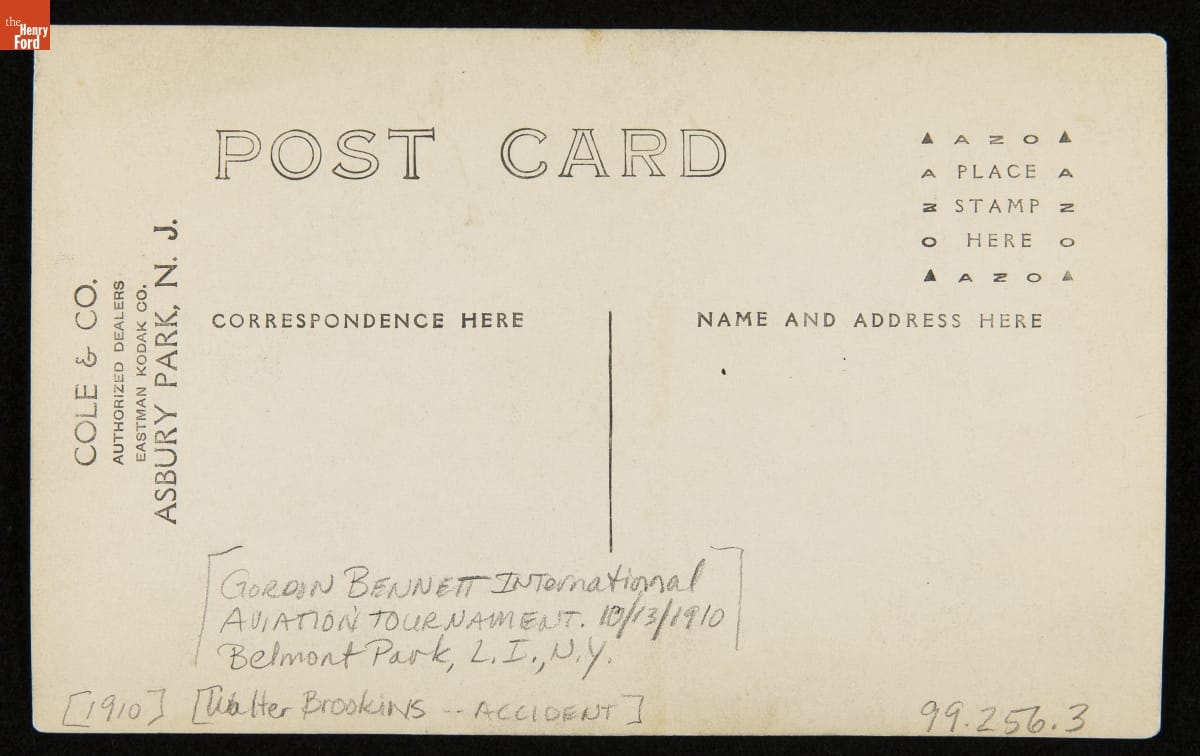 the
Henry
Ford
POST CARD
▲ A Z O ▲
A PLACE A
Z STAMP Z
O HERE O
▲ A Z O ▲
COLE & CO.
AUTHORIZED DEALERS
EASTMAN KODAK CO.
ASBURY PARK, N. J.
CORRESPONDENCE HERE
NAME AND ADDRESS HERE
[GORDON BENNETT INTernational]
AVIATION TOURNAMENT. 10/13/1910
Belmont Park, L.I., N.Y.
[1910] [Walter BrookINS -- ACCIDENT]
99.256.3